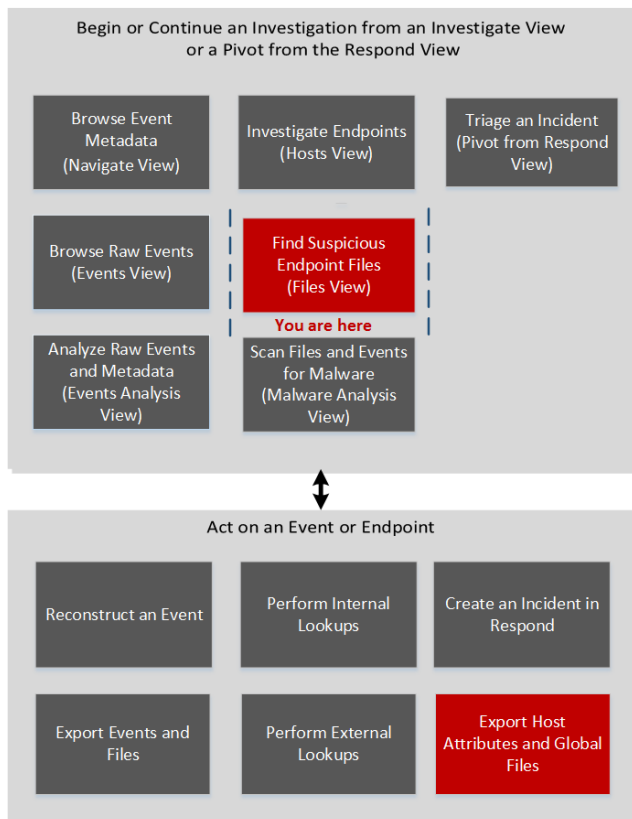 Begin or Continue an Investigation from an Investigate View
or a Pivot from the Respond View
Browse Event
Metadata
(Navigate View)
Investigate Endpoints
(Hosts View)
Triage an Incident
(Pivot from Respond
View)
Browse Raw Events
(Events View)
Find Suspicious
Endpoint Files
(Files View)
You are here
Analyze Raw Events
and Metadata
(Events Analysis
View)
Scan Files and Events
for Malware
(Malware Analysis
View)
Act on an Event or Endpoint
Reconstruct an Event
Perform Internal
Lookups
Create an Incident in
Respond
Export Events and
Files
Perform External
Lookups
Export Host
Attributes and Global
Files